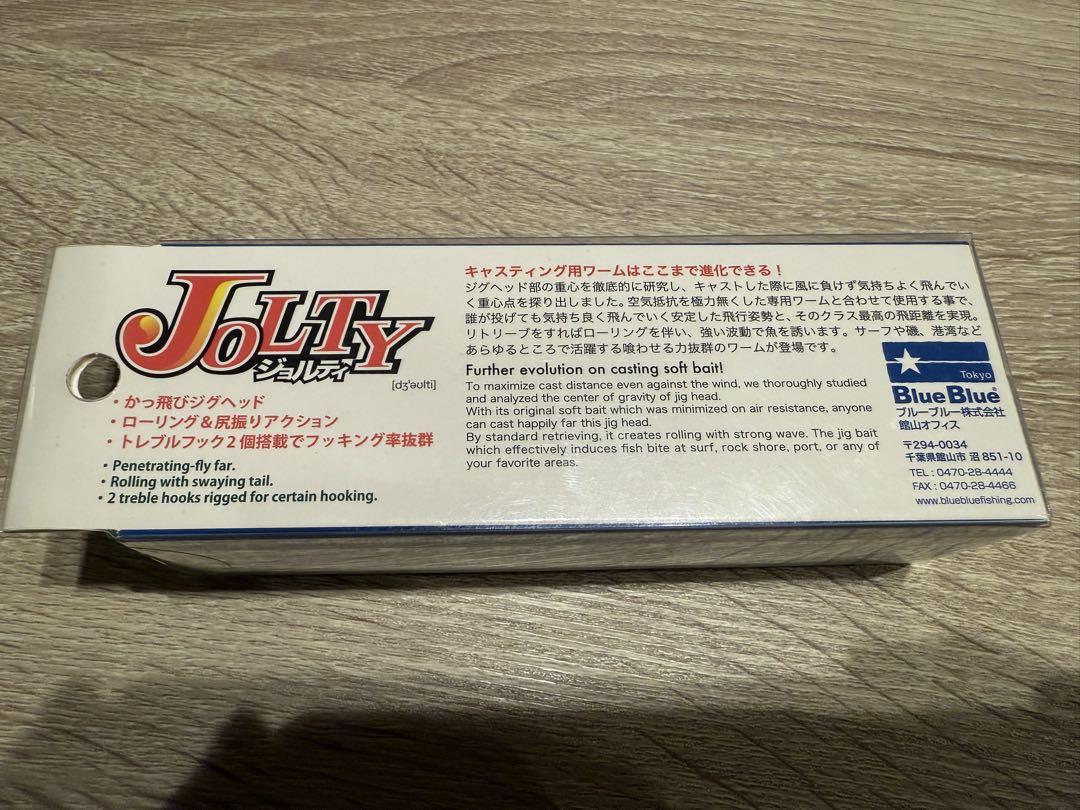 JOLTY
ジョルティ
[dʒ'əʊlti]
・かっ飛びジグヘッド
・ローリング＆尻振りアクション
・トレブルフック2個搭載でフッキング率抜群
・Penetrating-fly far.
・Rolling with swaying tail.
・2 treble hooks rigged for certain hooking.
キャスティング用ワームはここまで進化できる！
ジグヘッド部の重心を徹底的に研究し、キャストした際に風に負けず気持ちよく飛んでい
く重心点を探り出しました。空気抵抗を極力無くした専用ワームと合わせて使用する事で、
誰が投げても気持ち良く飛んでいく安定した飛行姿勢と、そのクラス最高の飛距離を実現。
リトリーブをすればローリングを伴い、強い波動で魚を誘います。サーフや磯、港湾など
あらゆるところで活躍する喰わせる力抜群のワームが登場です。
Further evolution on casting soft bait!
To maximize cast distance even against the wind, we thoroughly studied
and analyzed the center of gravity of jig head.
With its original soft bait which was minimized on air resistance, anyone
can cast happily far this jig head.
By standard retrieving, it creates rolling with strong wave. The jig bait
which effectively induces fish bite at surf, rock shore, port, or any of
your favorite areas.
Tokyo
BlueBlue®
ブルーブルー株式会社
館山オフィス
〒294-0034
千葉県館山市 沼 851-10
TEL : 0470-28-4444
FAX : 0470-28-4466
www.bluebluefishing.com